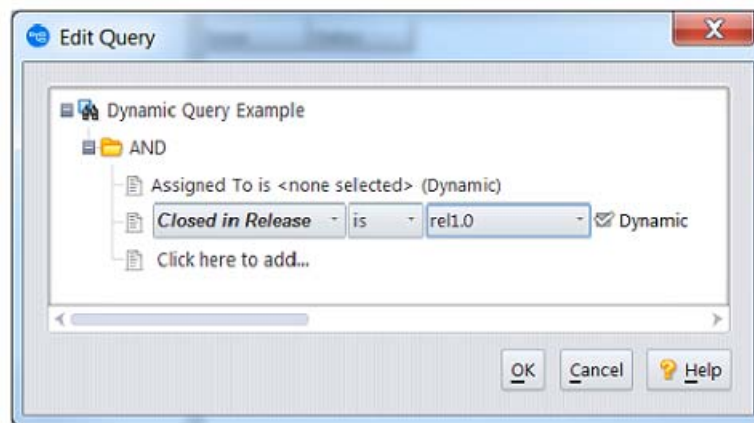 Edit Query
Dynamic Query Example
AND
Assigned To is <none selected> (Dynamic)
Closed in Release is rel1.0 Dynamic
Click here to add...
OK Cancel Help